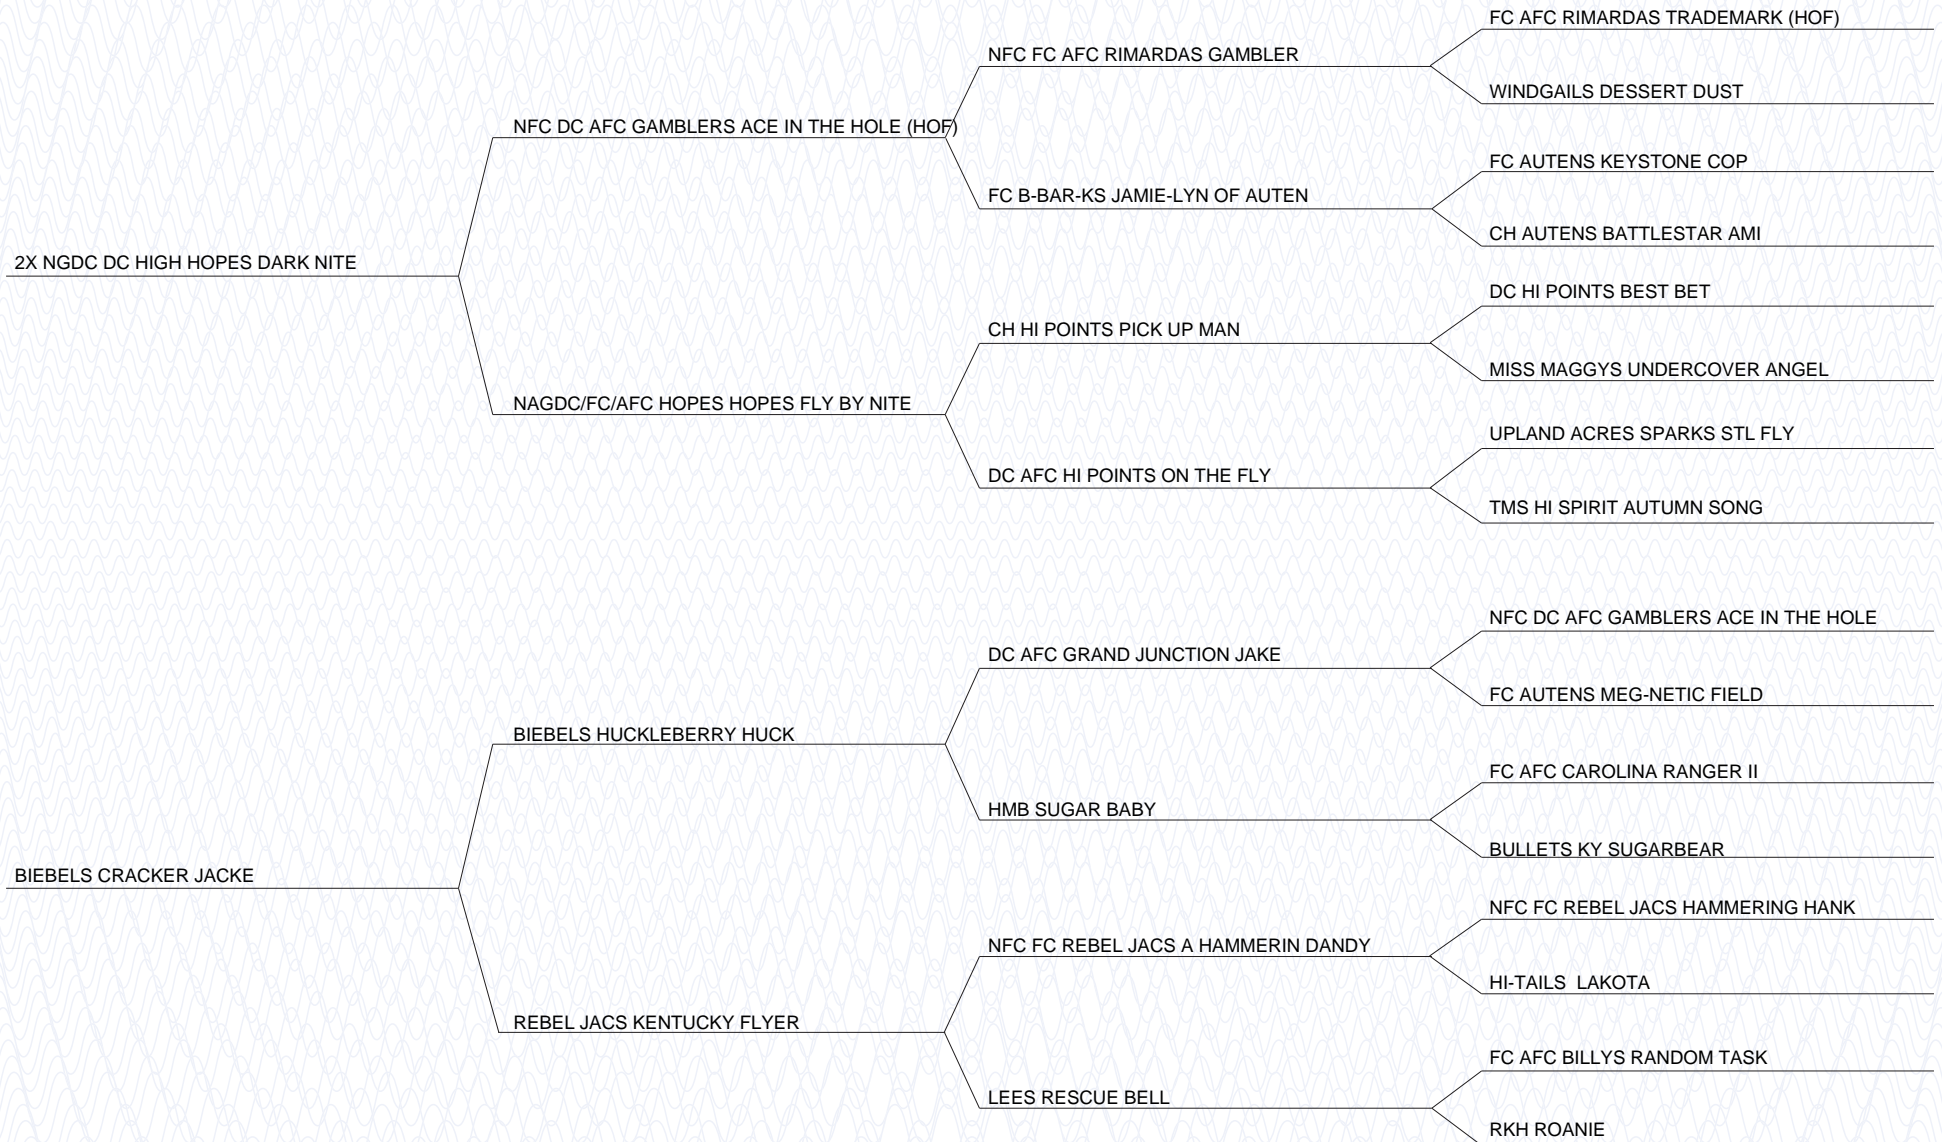 FC AFC RIMARDAS TRADEMARK (HOF)
NFC FC AFC RIMARDAS GAMBLER
WINDGAILS DESSERT DUST
NFC DC AFC GAMBLERS ACE IN THE HOLE (HOF)
FC AUTENS KEYSTONE COP
FC B-BAR-KS JAMIE-LYN OF AUTEN
CH AUTENS BATTLESTAR AMI
2X NGDC DC HIGH HOPES DARK NITE
DC HI POINTS BEST BET
CH HI POINTS PICK UP MAN
MISS MAGGYS UNDERCOVER ANGEL
NAGDC/FC/AFC HOPES HOPES FLY BY NITE
UPLAND ACRES SPARKS STL FLY
DC AFC HI POINTS ON THE FLY
TMS HI SPIRIT AUTUMN SONG
NFC DC AFC GAMBLERS ACE IN THE HOLE
DC AFC GRAND JUNCTION JAKE
FC AUTENS MEG-NETIC FIELD
BIEBELS HUCKLEBERRY HUCK
FC AFC CAROLINA RANGER II
HMB SUGAR BABY
BULLETS KY SUGARBEAR
BIEBELS CRACKER JACKE
NFC FC REBEL JACS HAMMERING HANK
NFC FC REBEL JACS A HAMMERIN DANDY
HI-TAILS  LAKOTA
REBEL JACS KENTUCKY FLYER
FC AFC BILLYS RANDOM TASK
LEES RESCUE BELL
RKH ROANIE